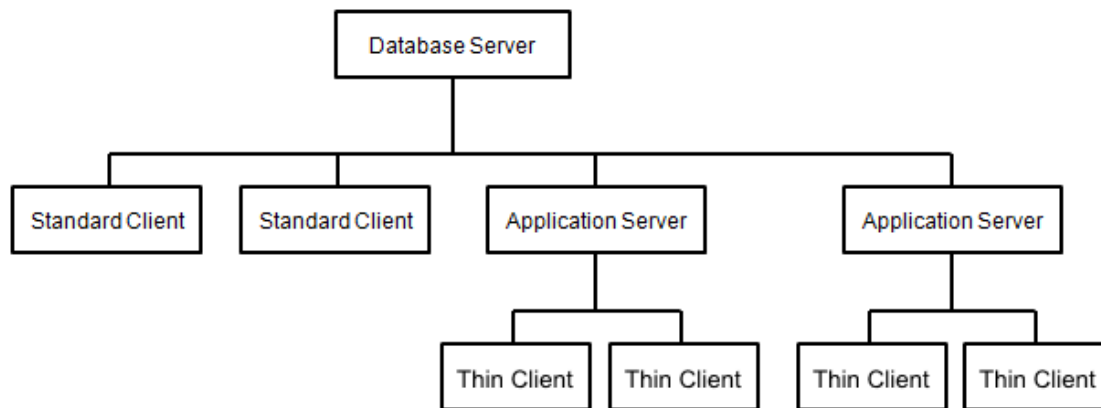 Database Server
Standard Client
Standard Client
Application Server
Application Server
Thin Client
Thin Client
Thin Client
Thin Client